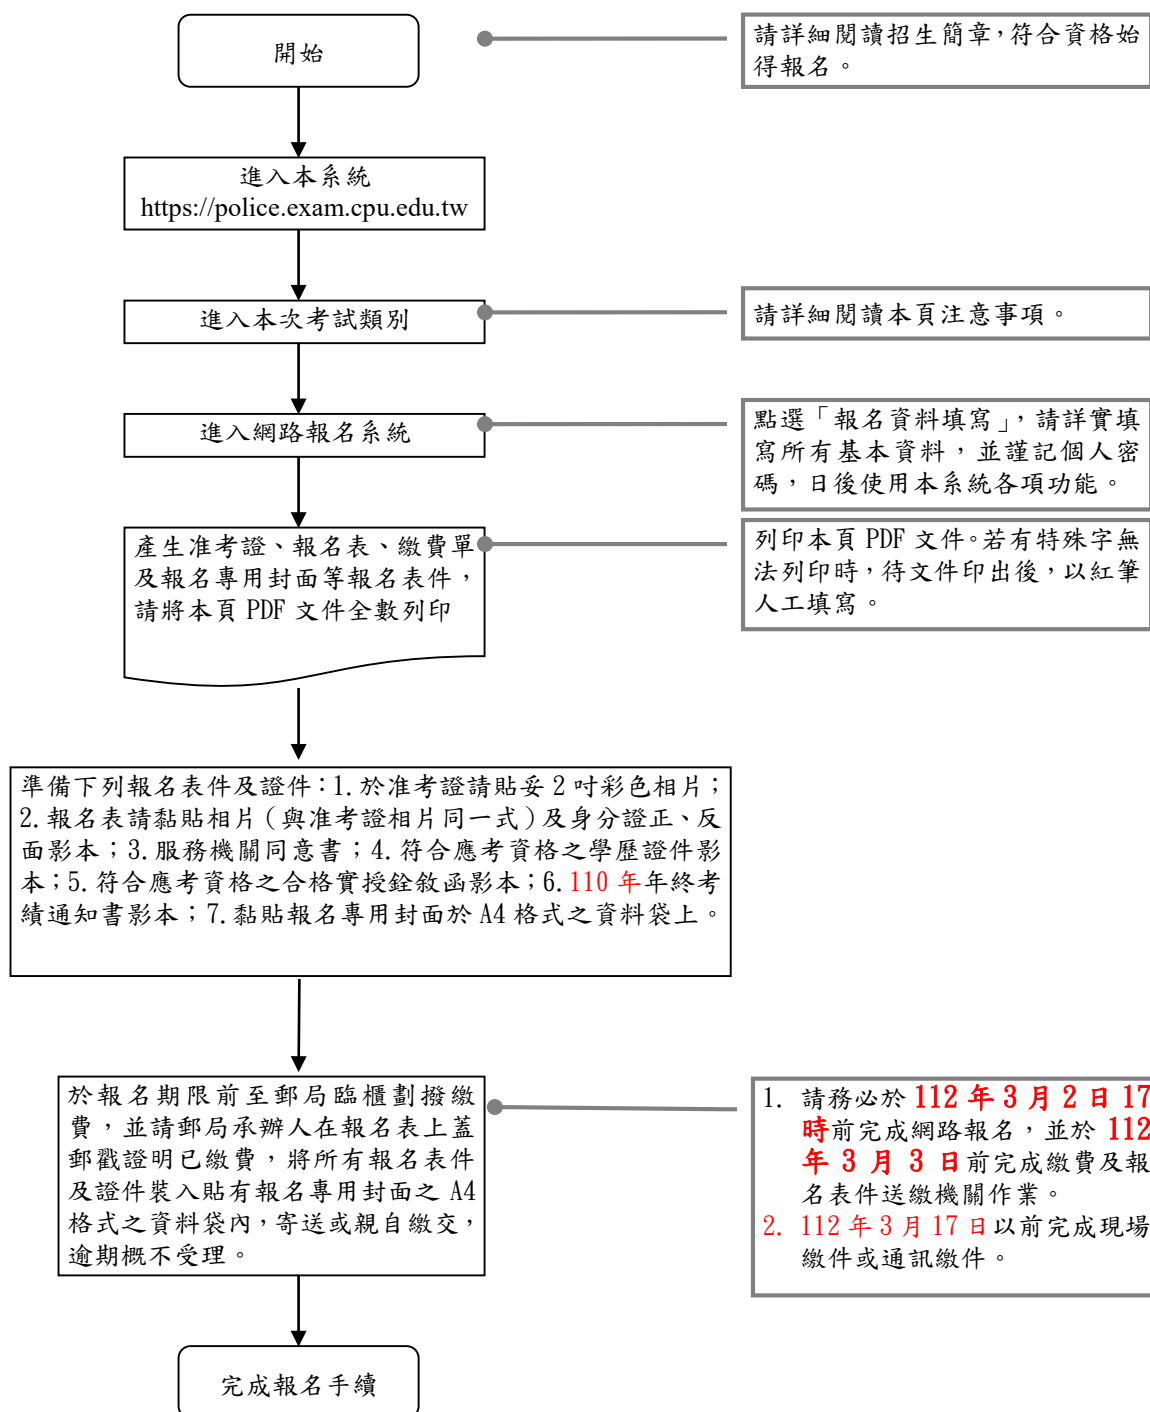 開始
請詳細閱讀招生簡章，符合資格始
得報名。
進入本系統
https://police.exam.cpu.edu.tw
進入本次考試類別
請詳細閱讀本頁注意事項。
進入網路報名系統
點選「報名資料填寫」，請詳實填
寫所有基本資料，並謹記個人密
碼，日後使用本系統各項功能。
產生准考證、報名表、繳費單
及報名專用封面等報名表件，
請將本頁 PDF 文件全數列印
列印本頁 PDF 文件。若有特殊字無
法列印時，待文件印出後，以紅筆
人工填寫。
準備下列報名表件及證件：1.於准考證請貼妥 2 吋彩色相片；
2.報名表請黏貼相片（與准考證相片同一式）及身分證正、反
面影本；3.服務機關同意書；4.符合應考資格之學歷證件影
本；5.符合應考資格之合格實授銓敘函影本；6.110 年年終考
績通知書影本；7.黏貼報名專用封面於 A4 格式之資料袋上。
於報名期限前至郵局臨櫃劃撥繳
費，並請郵局承辦人在報名表上蓋
郵戳證明已繳費，將所有報名表件
及證件裝入貼有報名專用封面之 A4
格式之資料袋內，寄送或親自繳交，
逾期概不受理。
1. 請務必於 112 年 3 月 2 日 17
時前完成網路報名，並於 112
年 3 月 3 日前完成繳費及報
名表件送繳機關作業。
2. 112 年 3 月 17 日以前完成現場
繳件或通訊繳件。
完成報名手續